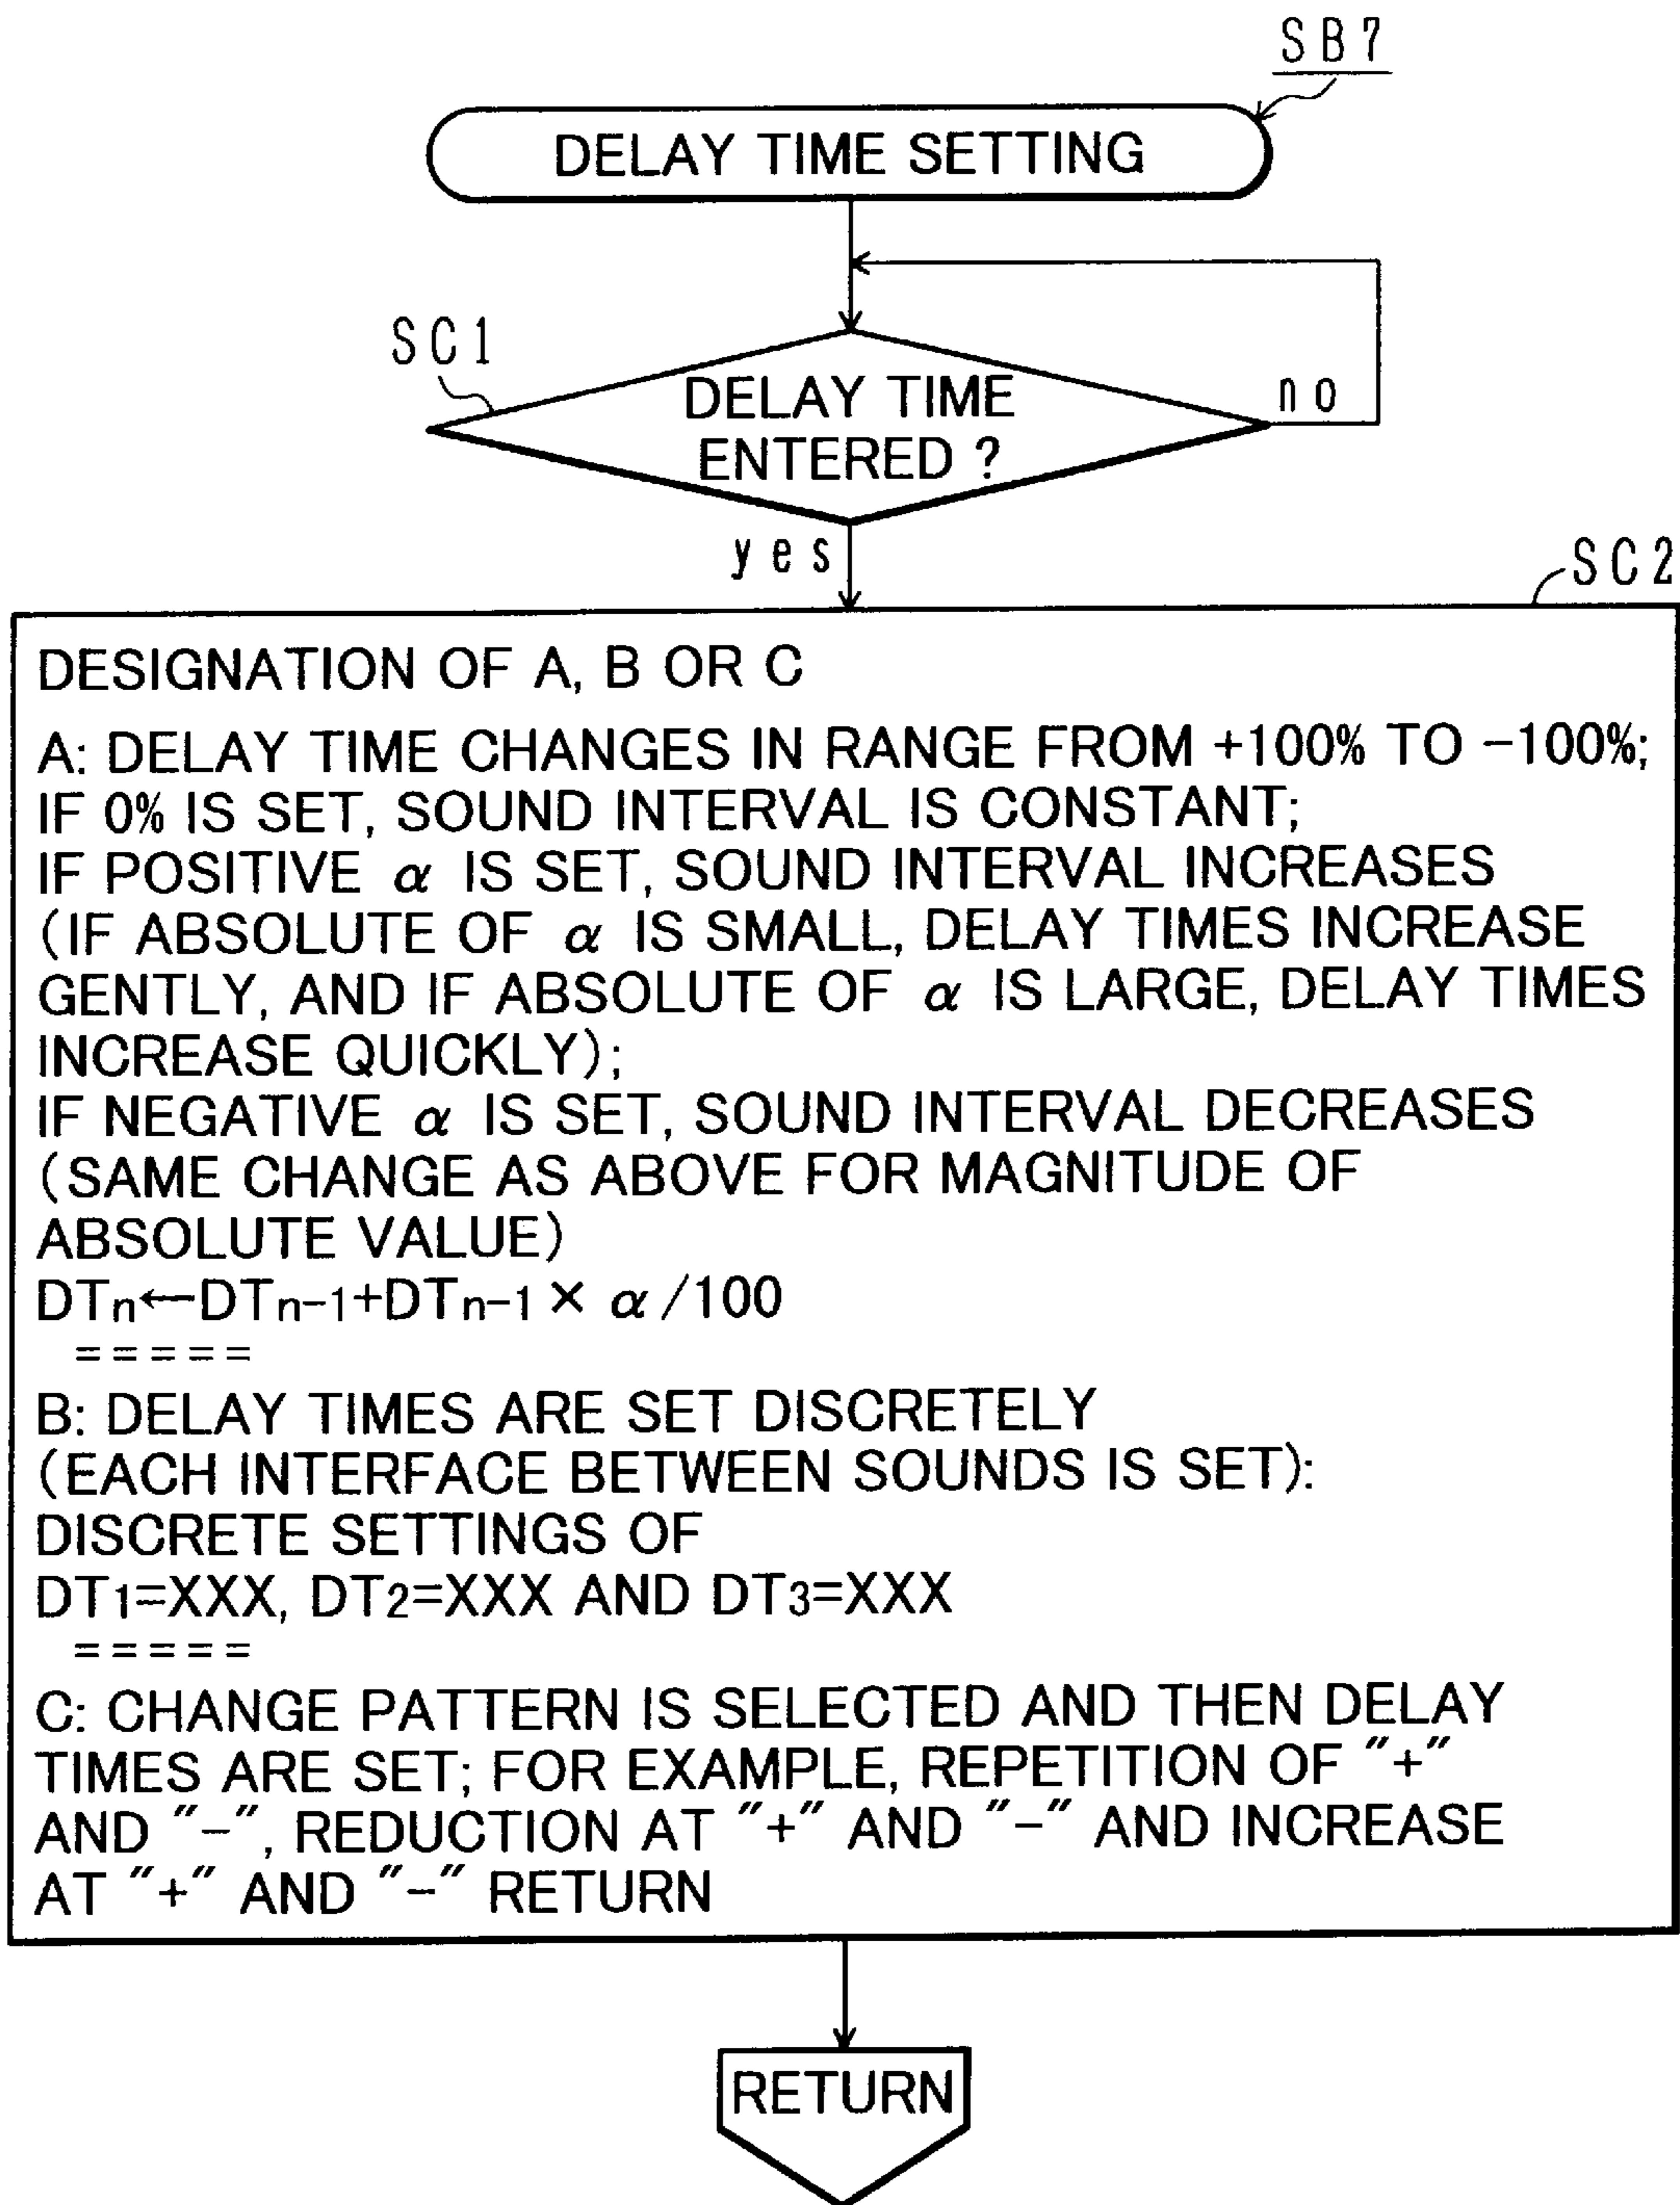 SB7
DELAY TIME SETTING
SC1
DELAY TIME
ENTERED ?
no
yes
SC2
DESIGNATION OF A, B OR C
A: DELAY TIME CHANGES IN RANGE FROM +100% TO -100%;
IF 0% IS SET, SOUND INTERVAL IS CONSTANT;
IF POSITIVE α IS SET, SOUND INTERVAL INCREASES
(IF ABSOLUTE OF α IS SMALL, DELAY TIMES INCREASE
GENTLY, AND IF ABSOLUTE OF α IS LARGE, DELAY TIMES
INCREASE QUICKLY);
IF NEGATIVE α IS SET, SOUND INTERVAL DECREASES
(SAME CHANGE AS ABOVE FOR MAGNITUDE OF
ABSOLUTE VALUE)
DTn←DTn-1+DTn-1× α/100
=====
B: DELAY TIMES ARE SET DISCRETELY
(EACH INTERFACE BETWEEN SOUNDS IS SET):
DISCRETE SETTINGS OF
DT1=XXX, DT2=XXX AND DT3=XXX
=====
C: CHANGE PATTERN IS SELECTED AND THEN DELAY
TIMES ARE SET; FOR EXAMPLE, REPETITION OF "+"
AND "-", REDUCTION AT "+" AND "-" AND INCREASE
AT "+" AND "-" RETURN
RETURN